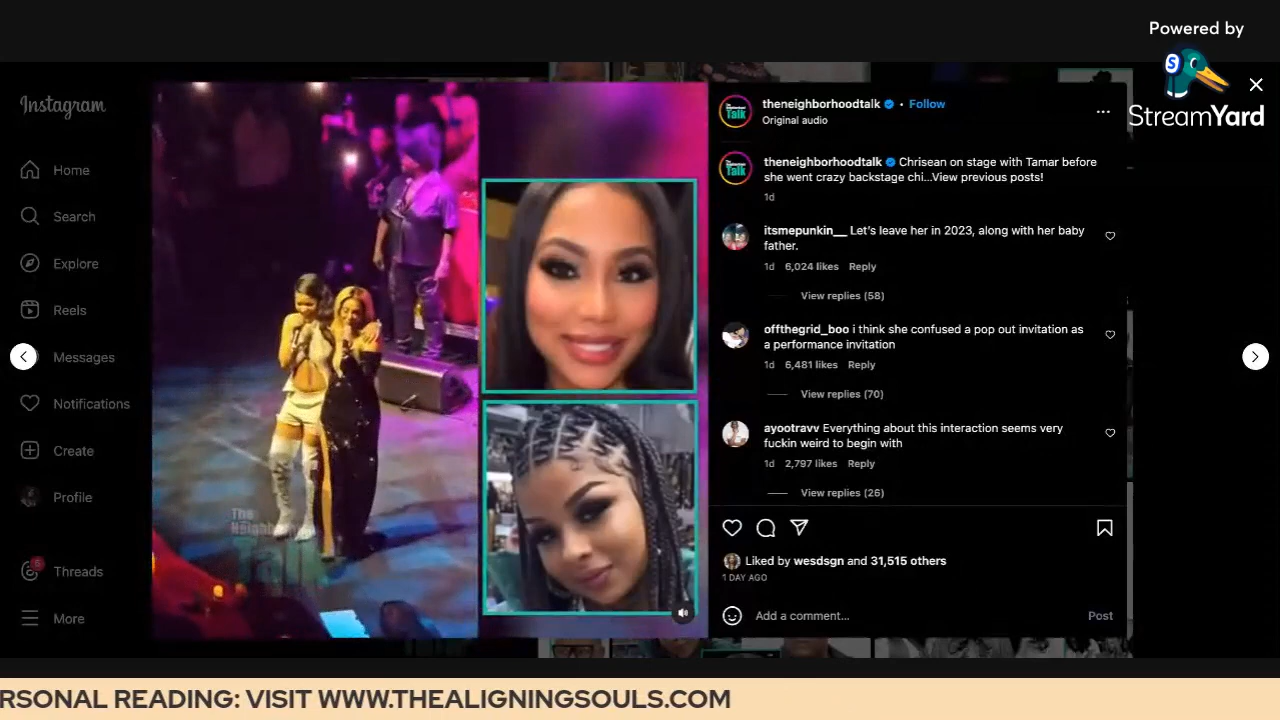 Powered by
StreamYard
Instagram
Home
Search
Explore
Reels
Messages
Notifications
Create
Profile
6
Threads
More
The
Neighborhood
Talk
theneighborhoodtalk • Follow
Original audio
theneighborhoodtalk Chrisean on stage with Tamar before
she went crazy backstage chi...View previous posts!
1d
itsmepunkin__ Let's leave her in 2023, along with her baby
father.
1d 6,024 likes Reply
View replies (58)
offthegrid_boo i think she confused a pop out invitation as
a performance invitation
1d 6,481 likes Reply
View replies (70)
ayootravv Everything about this interaction seems very
fuckin weird to begin with
1d 2,797 likes Reply
View replies (26)
Liked by wesdsgn and 31,515 others
1 DAY AGO
Add a comment...
Post
RSONAL READING: VISIT WWW.THEALIGNINGSOULS.COM